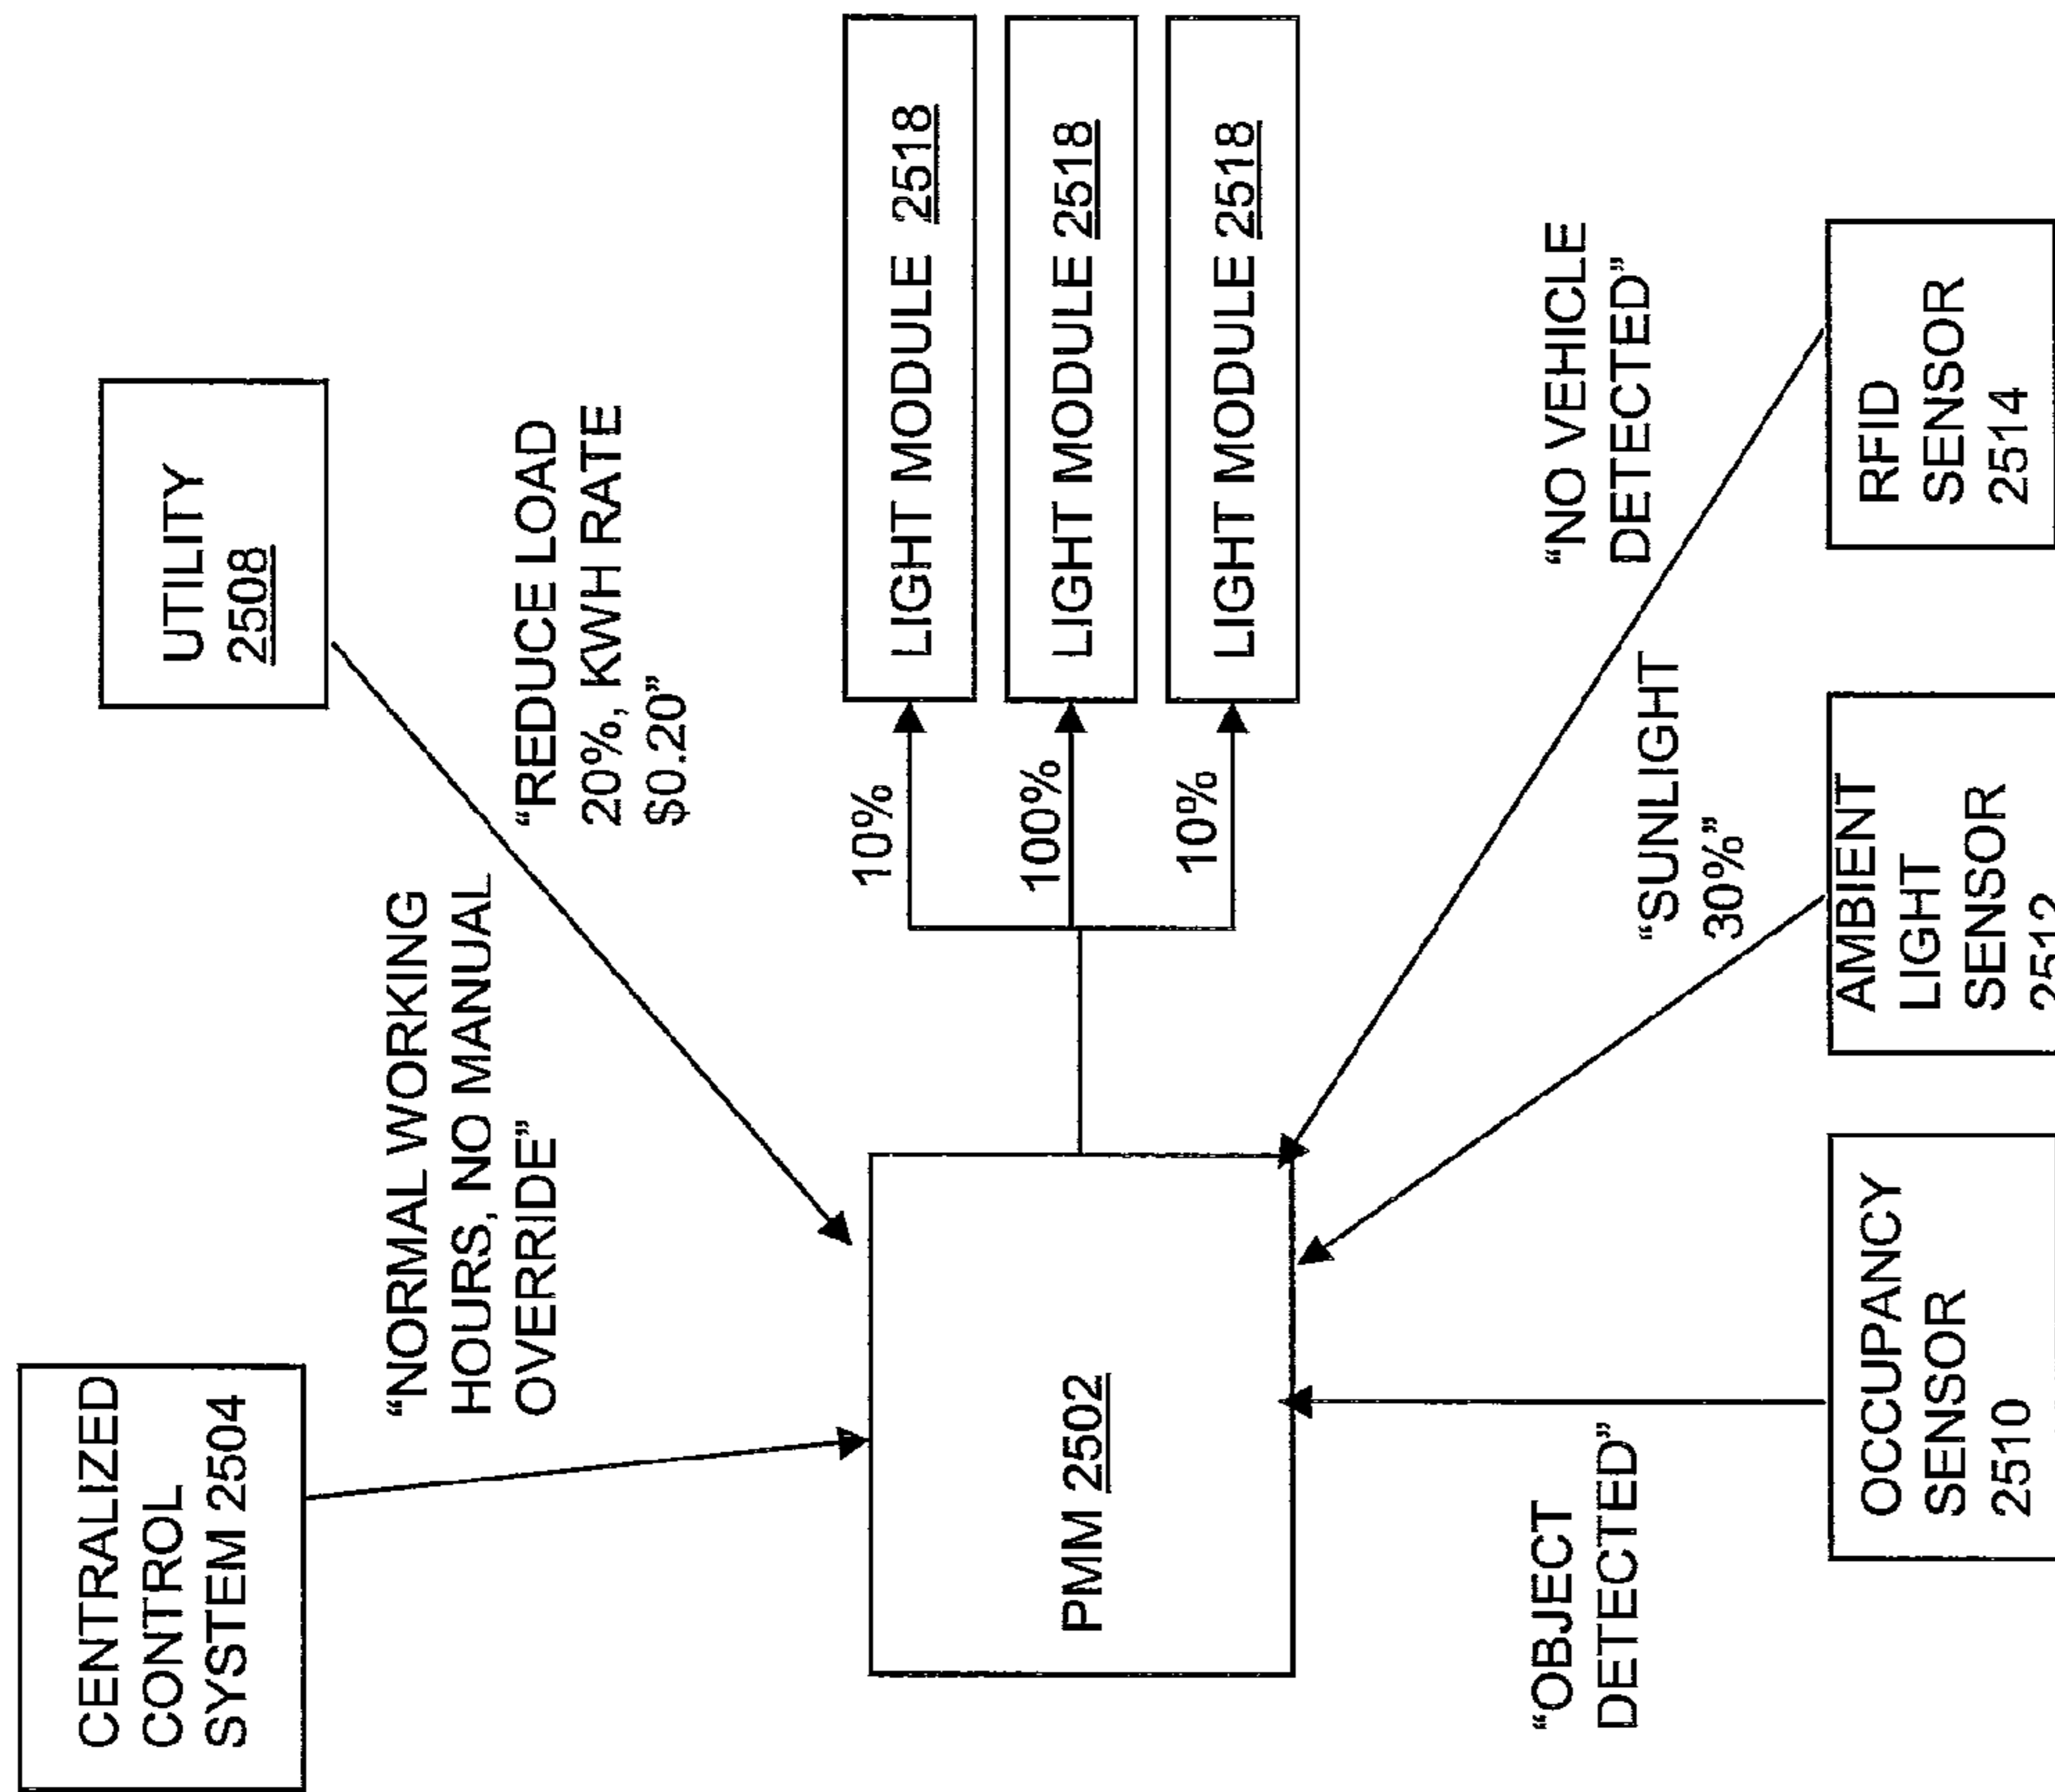 CENTRALIZED
CONTROL
SYSTEM 2504
UTILITY
2508
“NORMAL WORKING
HOURS, NO MANUAL
OVERRIDE”
“REDUCE LOAD
20%, KWH RATE
$0.20”
PMM 2502
10%
LIGHT MODULE 2518
100%
LIGHT MODULE 2518
10%
LIGHT MODULE 2518
“OBJECT
DETECTED”
“SUNLIGHT
30%”
“NO VEHICLE
DETECTED”
OCCUPANCY
SENSOR
2510
AMBIENT
LIGHT
SENSOR
2512
RFID
SENSOR
2514